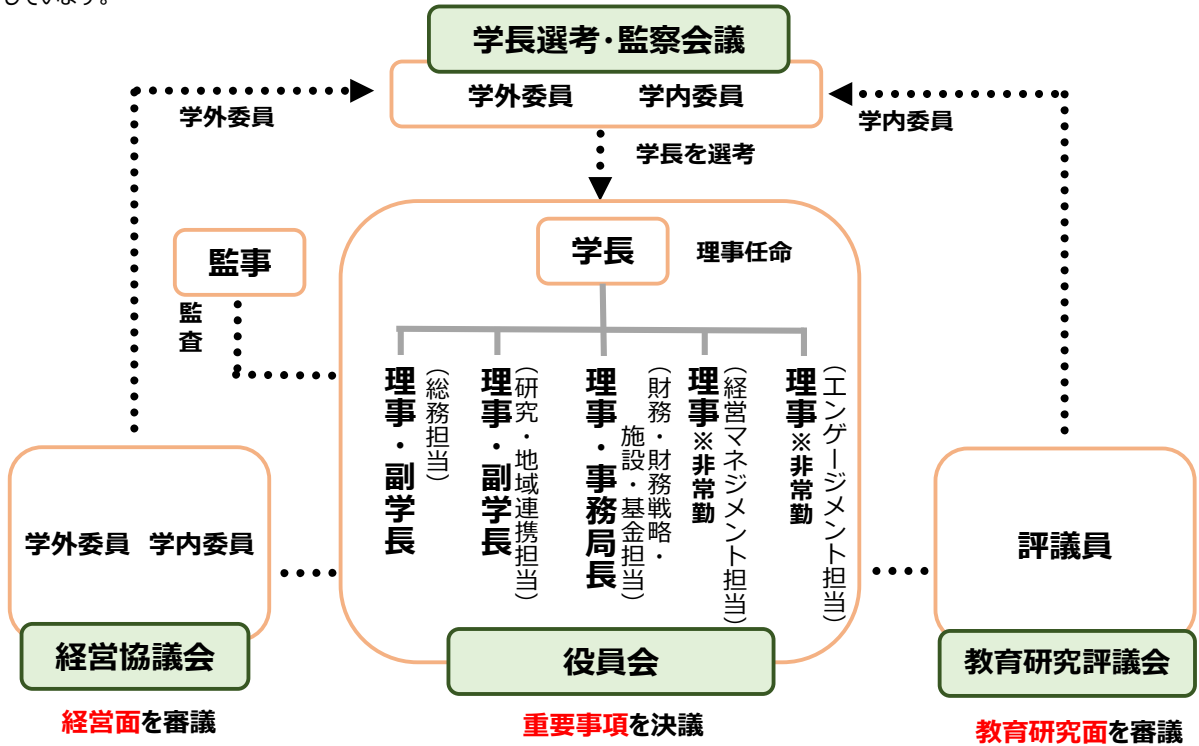 しています。
学長選考・監察会議
学外委員 学内委員
学外委員
学内委員
学長を選考
学長
理事任命
監事
監査
理事・副学長
（総務担当）
理事・副学長
（研究・地域連携担当）
理事・事務局長
（財務・財務戦略・
施設・基金担当）
理事※非常勤
（経営マネジメント担当）
理事※非常勤
（エンゲージメント担当）
学外委員 学内委員
評議員
経営協議会
役員会
教育研究評議会
経営面を審議
重要事項を決議
教育研究面を審議